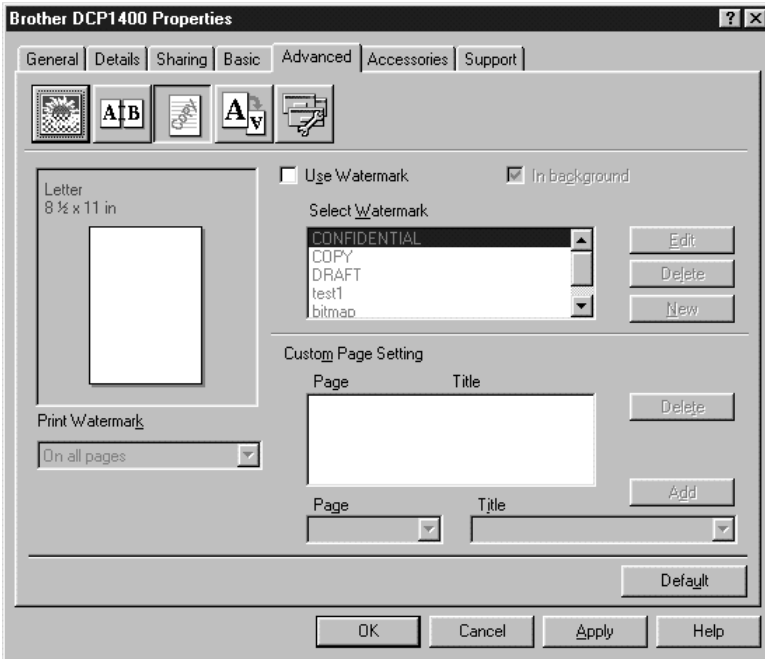 Brother DCP1400 Properties
General Details Sharing Basic Advanced Accessories Support
A B Copy A A
Letter
8 ½ x 11 in
Use Watermark In background
Select Watermark
CONFIDENTIAL
COPY
DRAFT
test1
bitmap
Edit
Delete
New
Print Watermark
On all pages
Custom Page Setting
Page Title
Delete
Add
Page Title
Default
OK Cancel Apply Help